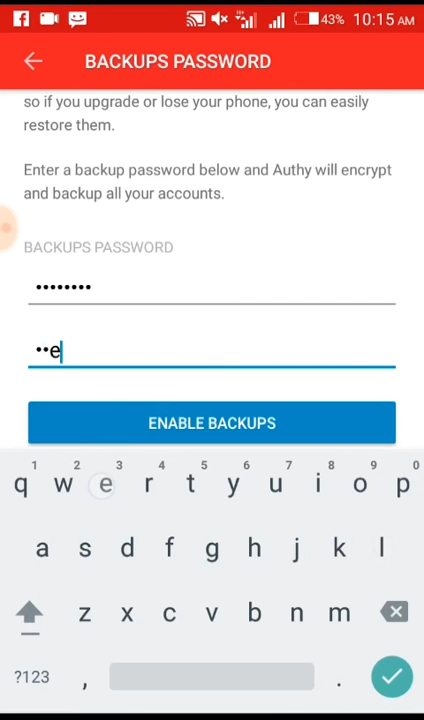 43% 10:15 AM
BACKUPS PASSWORD
so if you upgrade or lose your phone, you can easily
restore them.
Enter a backup password below and Authy will encrypt
and backup all your accounts.
BACKUPS PASSWORD
••••••••
••e
ENABLE BACKUPS
1 2 3 4 5 6 7 8 9 0
q w e r t y u i o p
a s d f g h j k l
z x c v b n m
?123 , .